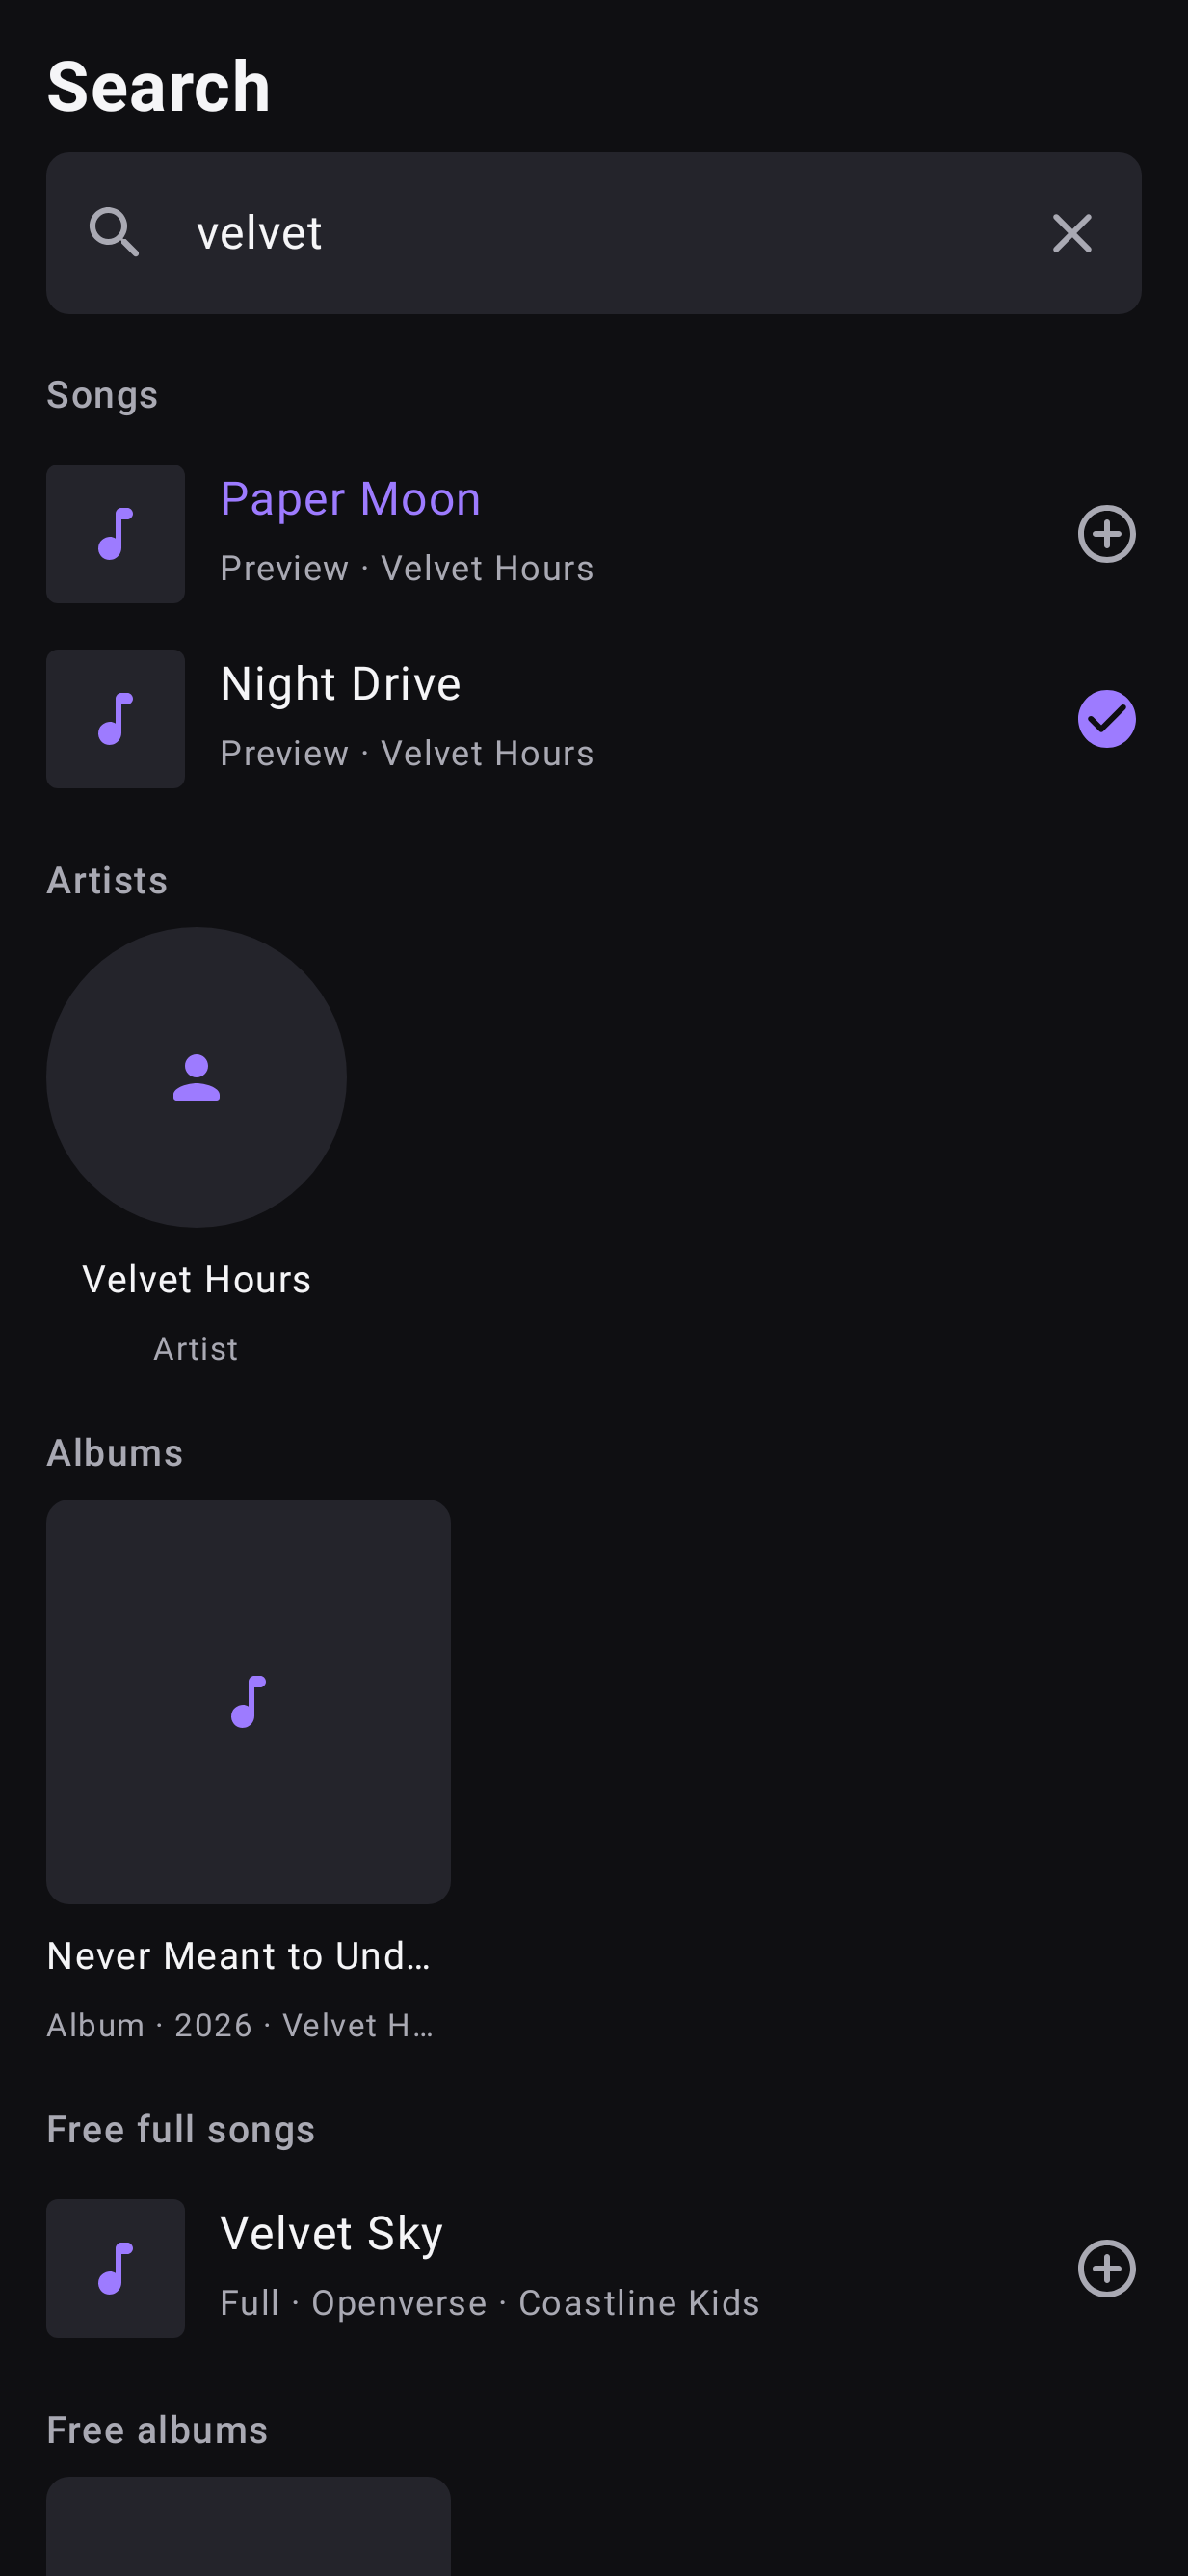 Search
velvet
Songs
Paper Moon
Preview · Velvet Hours
Night Drive
Preview · Velvet Hours
Artists
Velvet Hours
Artist
Albums
Never Meant to Und…
Album · 2026 · Velvet H…
Free full songs
Velvet Sky
Full · Openverse · Coastline Kids
Free albums